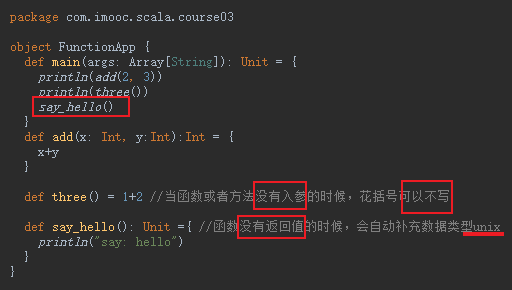 package com.imooc.scala.course03
object FunctionApp {
def main(args: Array[String]): Unit = {
println(add(2, 3))
println(three())
say_hello()
}
def add(x: Int, y:Int):Int = {
x+y
}
def three() = 1+2 //当函数或者方法没有入参的时候，花括号可以不写
def say_hello(): Unit ={ //函数没有返回值的时候，会自动补充数据类型unix
println("say: hello")
}
}